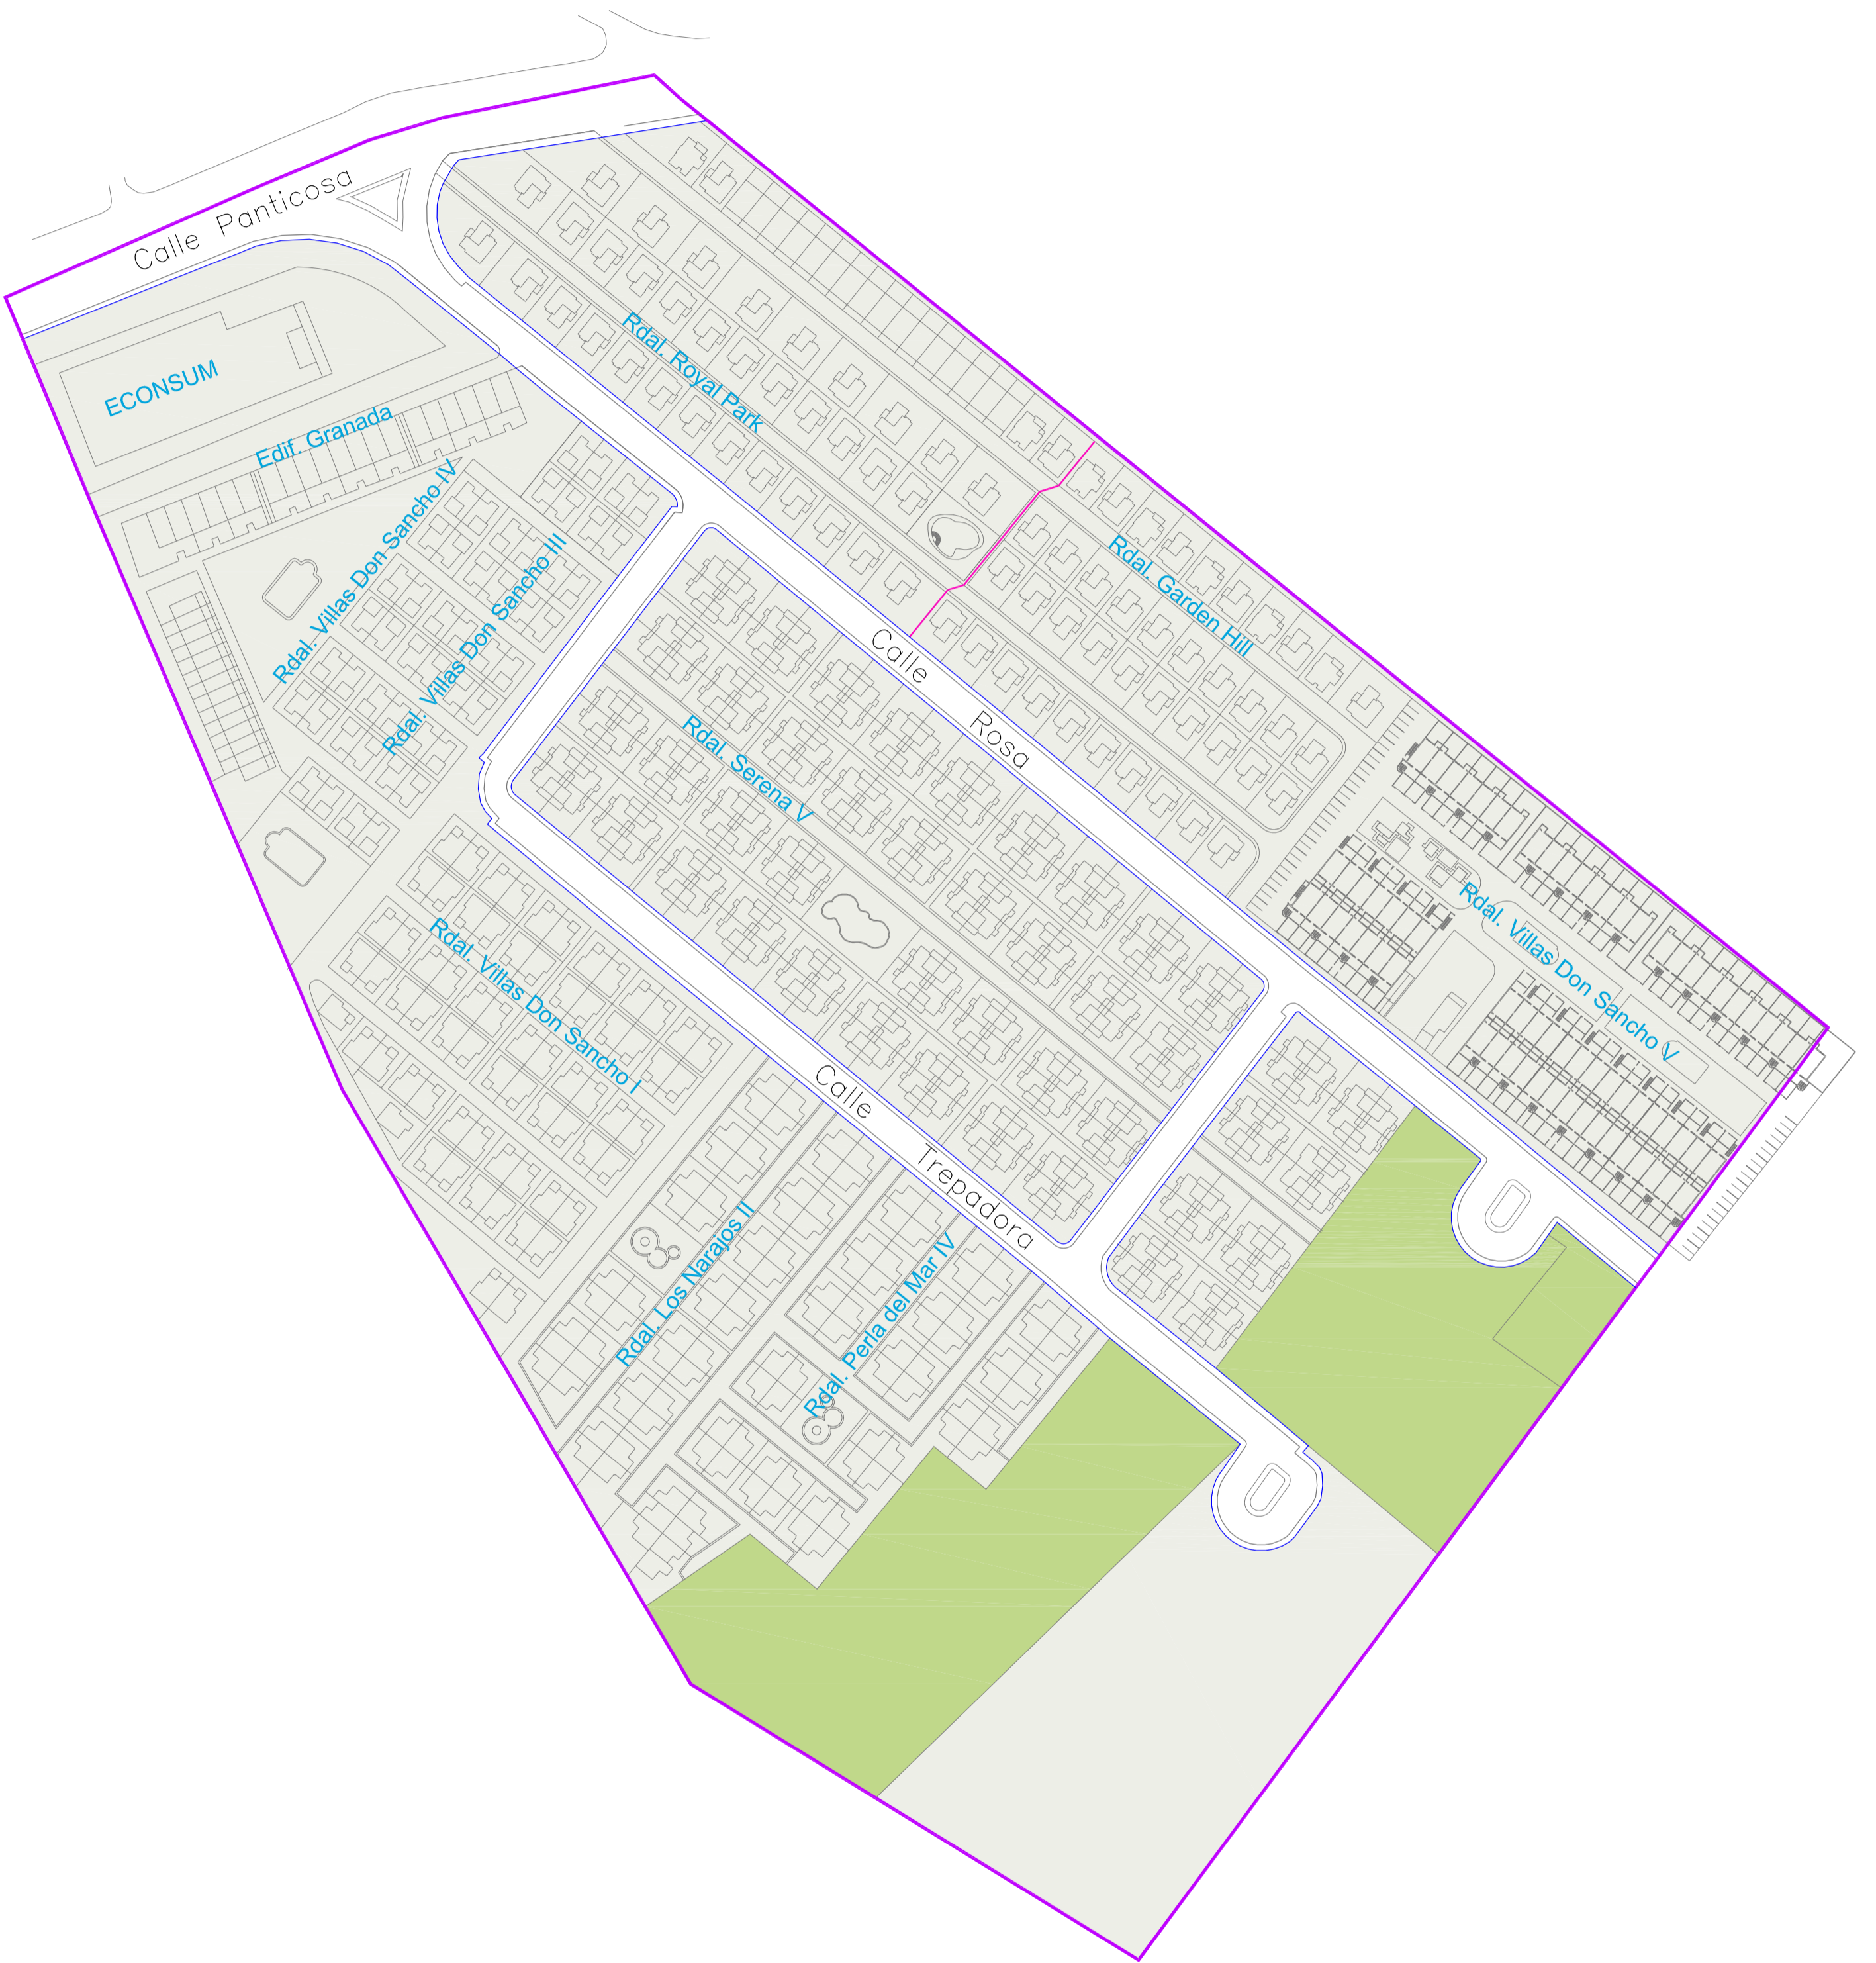 Calle Panticosa
ECONSUM
Edif. Granada
Rdal. Royal Park
Rdal. Villas Don Sancho IV
Rdal. Villas Don Sancho III
Rdal. Garden Hill
Calle Rosa
Rdal. Serena V
Rdal. Villas Don Sancho V
Rdal. Villas Don Sancho I
Calle Trepadora
Rdal. Los Narajos II
Rdal. Perla del Mar IV